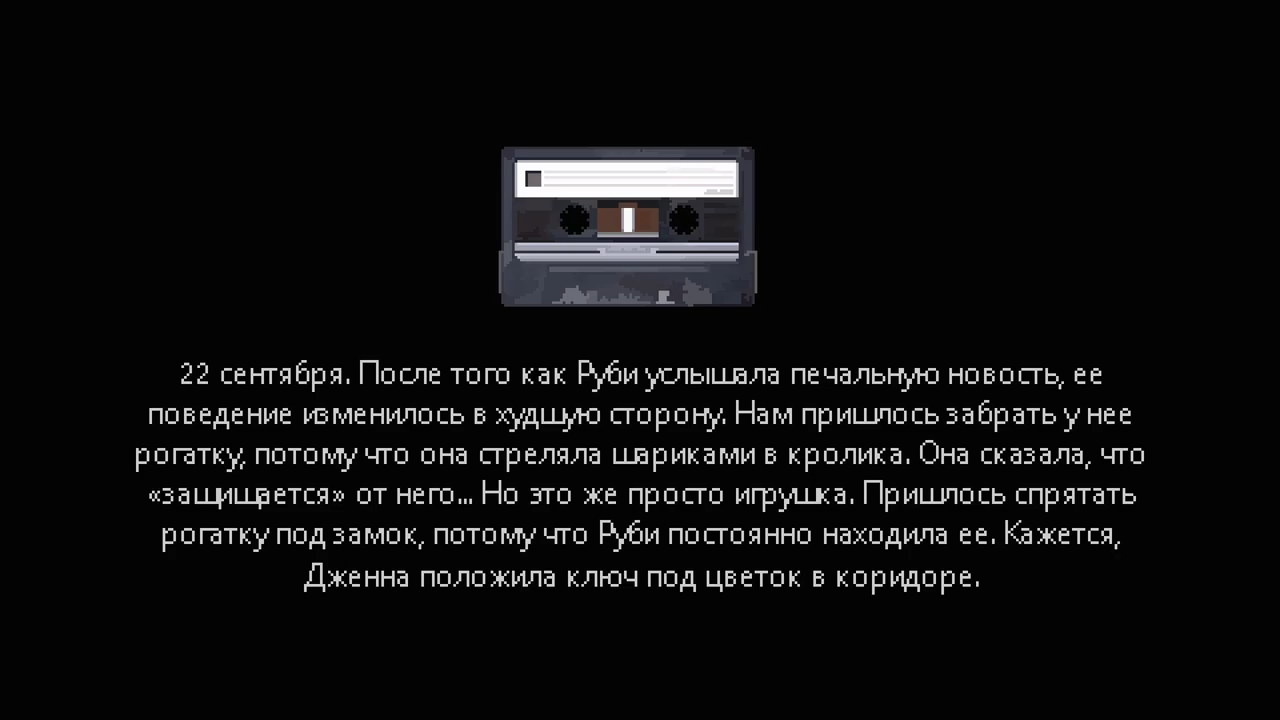 22 сентября. После того как Руби услышала печальную новость, ее
поведение изменилось в худшую сторону. Нам пришлось забрать у нее
рогатку, потому что она стреляла шариками в кролика. Она сказала, что
«защищается» от него... Но это же просто игрушка. Пришлось спрятать
рогатку под замок, потому что Руби постоянно находила ее. Кажется,
Дженна положила ключ под цветок в коридоре.